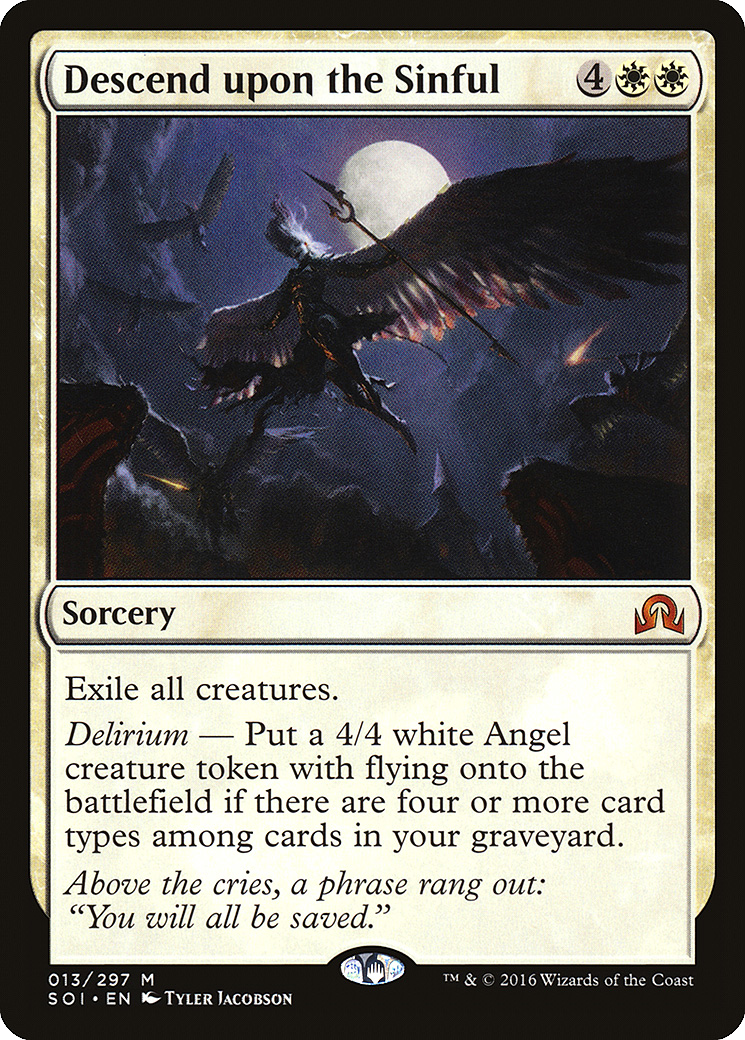 Descend upon the Sinful 4
Sorcery
Exile all creatures.
Delirium — Put a 4/4 white Angel
creature token with flying onto the
battlefield if there are four or more card
types among cards in your graveyard.
Above the cries, a phrase rang out:
“You will all be saved.”
013/297 M
SOI • EN Tyler Jacobson
™ & © 2016 Wizards of the Coast